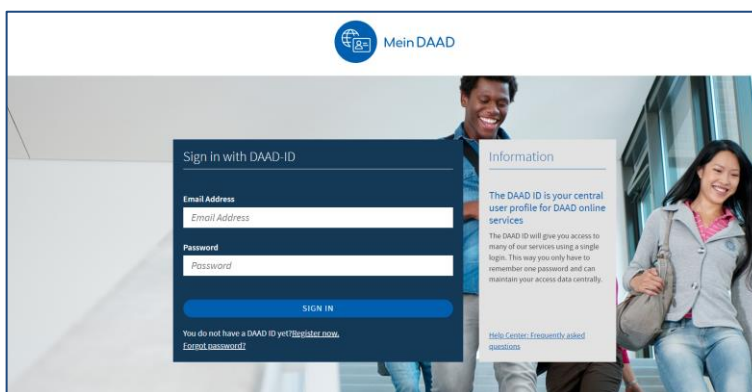 Mein DAAD
Sign in with DAAD-ID
Email Address
Email Address
Password
Password
SIGN IN
You do not have a DAAD ID yet?Register now.
Forgot password?
Information
The DAAD ID is your central
user profile for DAAD online
services
The DAAD ID will give you access to
many of our services using a single
login. This way you only have to
remember one password and can
maintain your access data centrally.
Help Center: Frequently asked
questions